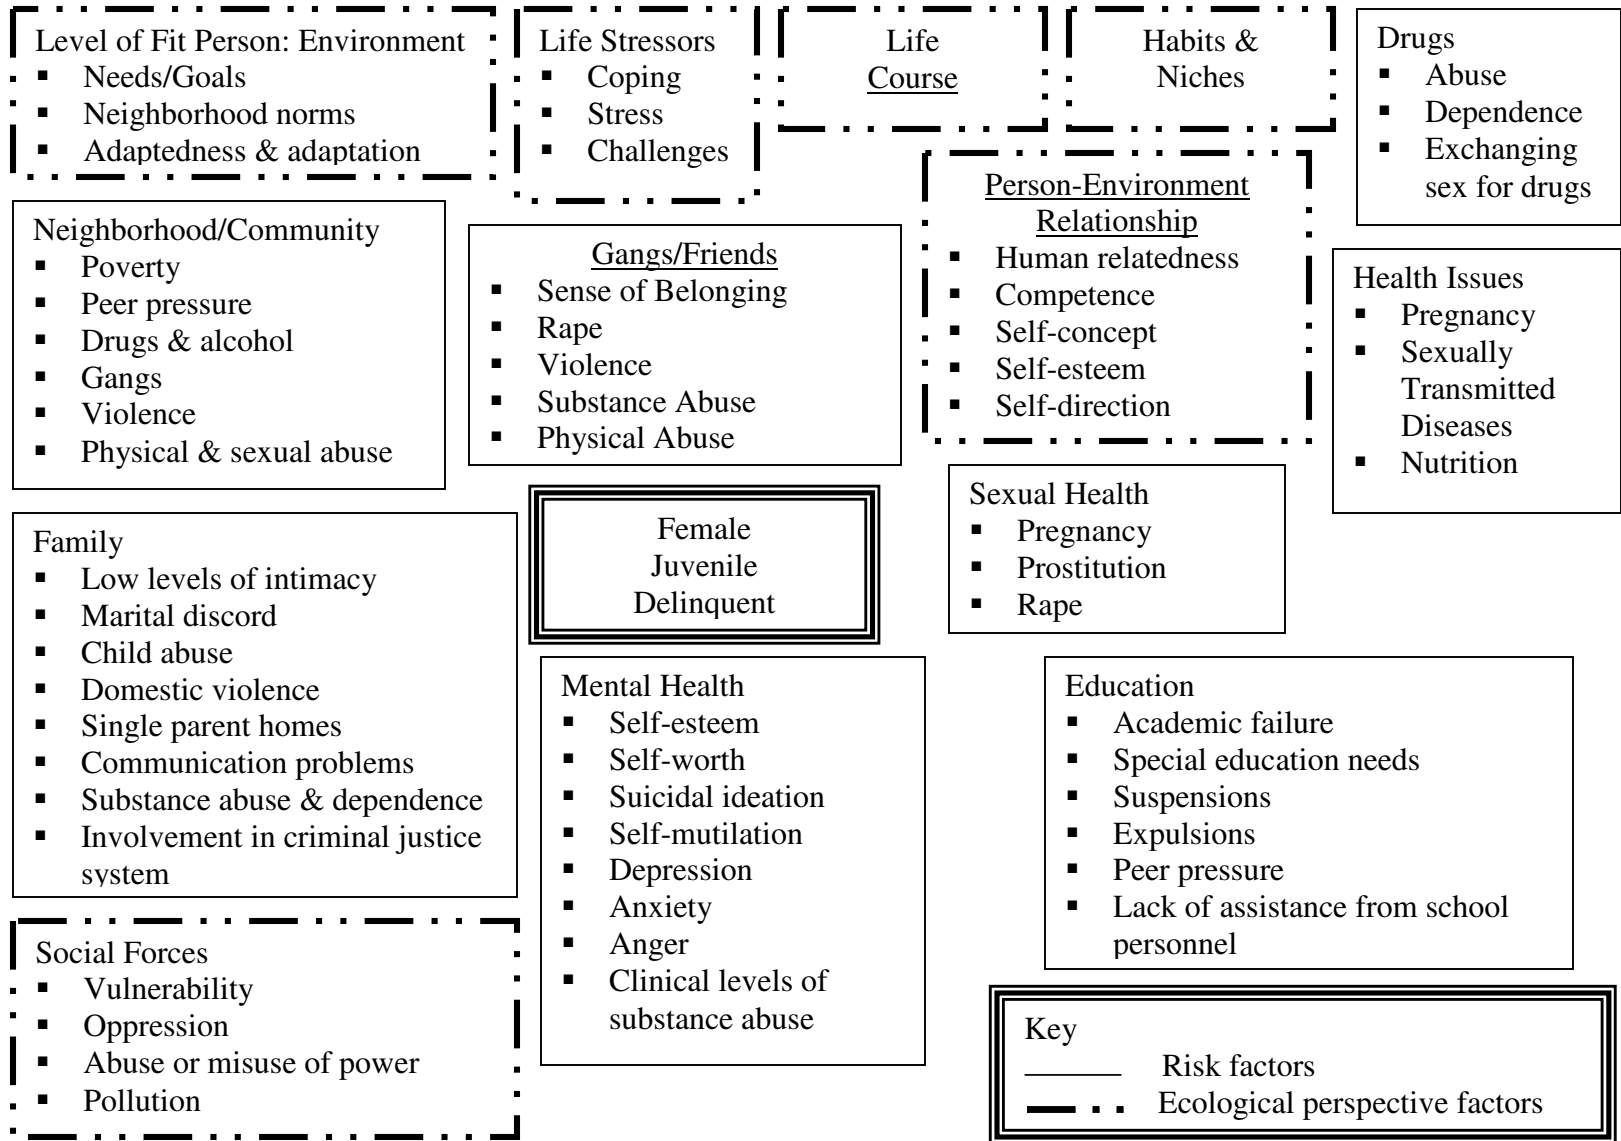 Level of Fit Person: Environment
▪ Needs/Goals
▪ Neighborhood norms
▪ Adaptedness & adaptation
Life Stressors
▪ Coping
▪ Stress
▪ Challenges
Life
Course
Habits &
Niches
Drugs
▪ Abuse
▪ Dependence
▪ Exchanging
sex for drugs
Neighborhood/Community
▪ Poverty
▪ Peer pressure
▪ Drugs & alcohol
▪ Gangs
▪ Violence
▪ Physical & sexual abuse
Gangs/Friends
▪ Sense of Belonging
▪ Rape
▪ Violence
▪ Substance Abuse
▪ Physical Abuse
Person-Environment
Relationship
▪ Human relatedness
▪ Competence
▪ Self-concept
▪ Self-esteem
▪ Self-direction
Health Issues
▪ Pregnancy
▪ Sexually
Transmitted
Diseases
▪ Nutrition
Family
▪ Low levels of intimacy
▪ Marital discord
▪ Child abuse
▪ Domestic violence
▪ Single parent homes
▪ Communication problems
▪ Substance abuse & dependence
▪ Involvement in criminal justice
system
Female
Juvenile
Delinquent
Sexual Health
▪ Pregnancy
▪ Prostitution
▪ Rape
Mental Health
▪ Self-esteem
▪ Self-worth
▪ Suicidal ideation
▪ Self-mutilation
▪ Depression
▪ Anxiety
▪ Anger
▪ Clinical levels of
substance abuse
Education
▪ Academic failure
▪ Special education needs
▪ Suspensions
▪ Expulsions
▪ Peer pressure
▪ Lack of assistance from school
personnel
Social Forces
▪ Vulnerability
▪ Oppression
▪ Abuse or misuse of power
▪ Pollution
Key
Risk factors
Ecological perspective factors